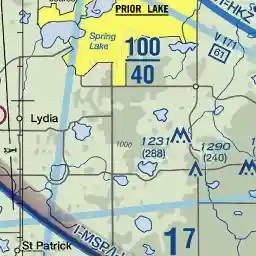 PRIOR LAKE
Spring
Lake
100
40
V 171
61
Lydia
1000
1231
(288)
1290
(240)
17
St Patrick